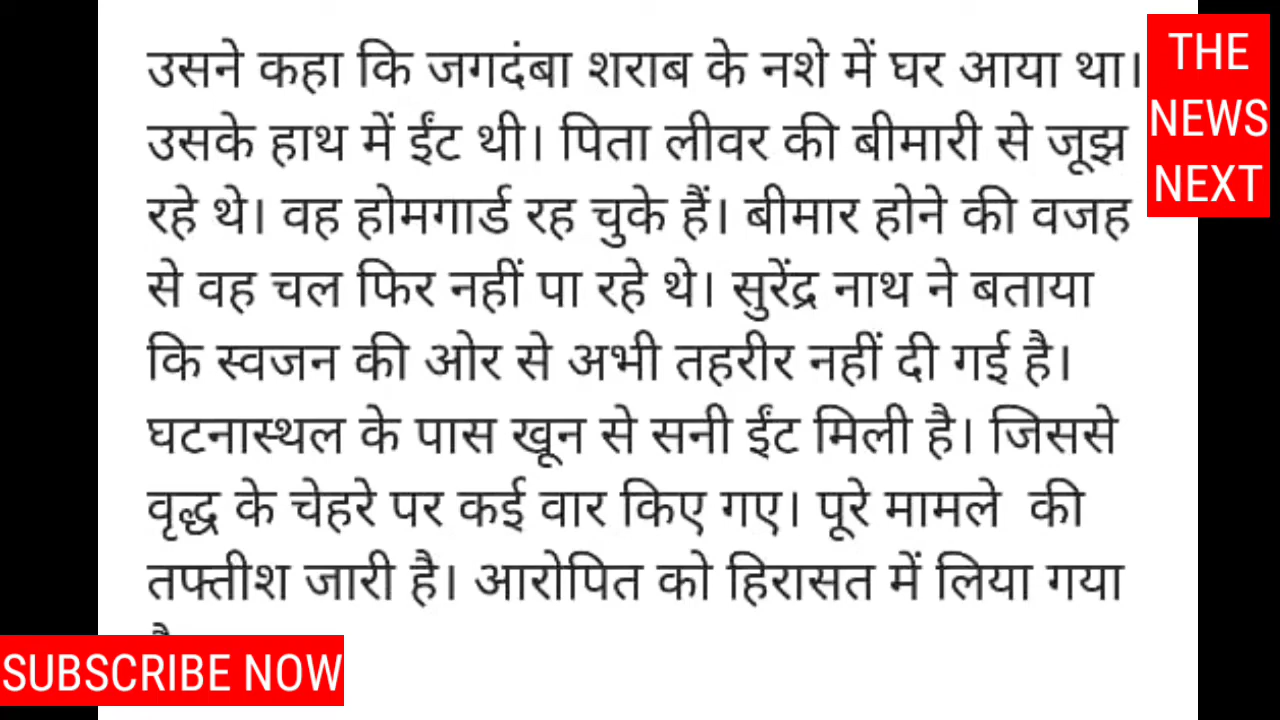 उसने कहा कि जगदंबा शराब के नशे में घर आया था।
उसके हाथ में ईंट थी। पिता लीवर की बीमारी से जूझ
रहे थे। वह होमगार्ड रह चुके हैं। बीमार होने की वजह
से वह चल फिर नहीं पा रहे थे। सुरेंद्र नाथ ने बताया
कि स्वजन की ओर से अभी तहरीर नहीं दी गई है।
घटनास्थल के पास खून से सनी ईंट मिली है। जिससे
वृद्ध के चेहरे पर कई वार किए गए। पूरे मामले की
तफ्तीश जारी है। आरोपित को हिरासत में लिया गया
THE
NEWS
NEXT
SUBSCRIBE NOW